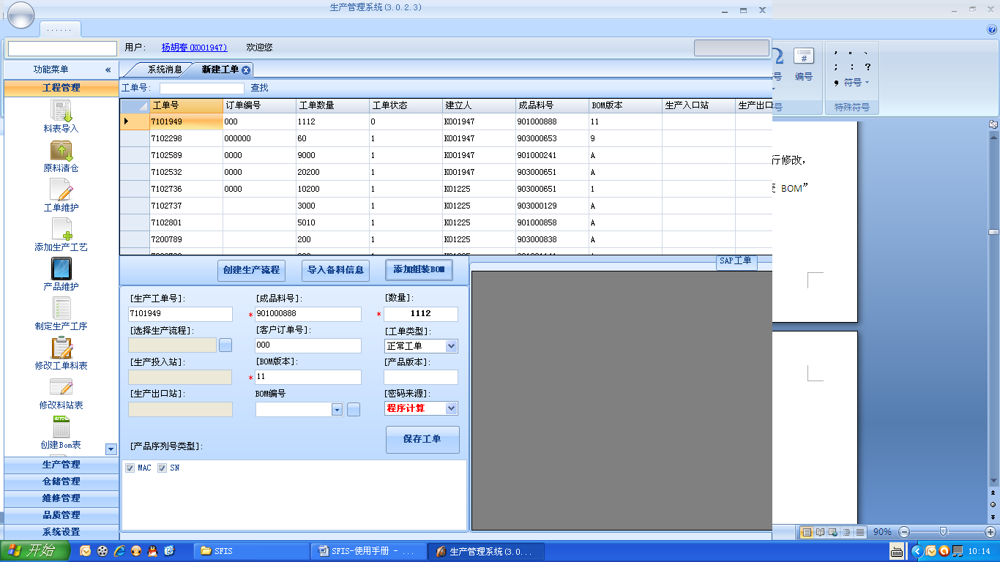 生产管理系统(3.0.2.3)
······
用户: 杨胡春(K001947) 欢迎您
功能菜单 «
系统消息 新建工单
工程管理
工单号: 查找
工单号 订单编号 工单数量 工单状态 建立人 成品料号 BOM版本 生产入口站 生产出口
7101949 000 1112 0 K001947 901000888 11
7102298 000000 60 1 K001947 903000653 9
7102589 0000 9000 1 K001947 901000241 A
7102532 0000 20200 1 K001947 903000651 A
7102736 0000 10200 1 K01225 903000651 1
7102737 3000 1 K01225 903000129 A
7102801 5010 1 K01225 901000858 A
7200789 200 1 K01225 903000838 A
料表导入
原料清仓
工单维护
添加生产工艺
产品维护
制定生产工序
修改工单料表
修改料站表
AUTO
创建Bom表
生产管理
仓储管理
维修管理
品质管理
系统设置
创建生产流程 导入备料信息 添加组装BOM
SAP工单
[生产工单号]: [成品料号]: [数量]:
7101949 * 901000888 * 1112
[选择生产流程]: [客户订单号]: [工单类型]:
000 正常工单
[生产投入站]: [BOM版本]: [产品版本]:
* 11
[生产出口站]: BOM编号 [密码来源]:
程序计算
保存工单
[产品序列号类型]:
MAC SN
号 # 编号
, 。 、
; : ?
, 符号
号 特殊符号
行修改,
BOM”
90%
开始 SFIS SFIS-使用手册 - ... 生产管理系统(3.0... 10:14